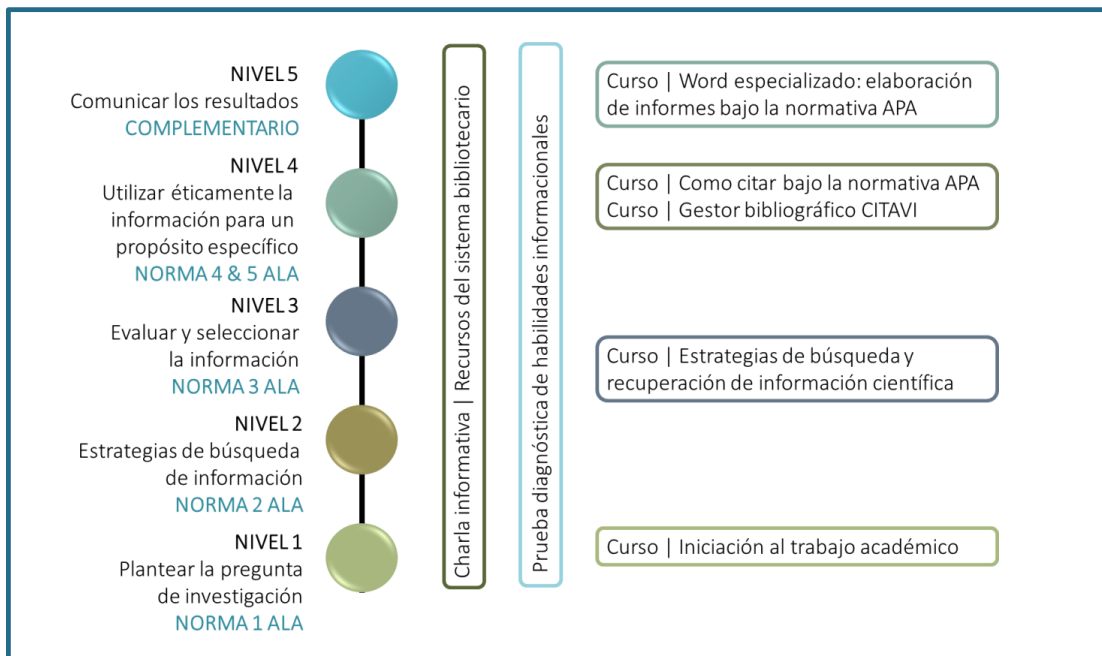 NIVEL 5
Comunicar los resultados
COMPLEMENTARIO
NIVEL 4
Utilizar éticamente la
información para un
propósito específico
NORMA 4 & 5 ALA
NIVEL 3
Evaluar y seleccionar
la información
NORMA 3 ALA
NIVEL 2
Estrategias de búsqueda
de información
NORMA 2 ALA
NIVEL 1
Plantear la pregunta
de investigación
NORMA 1 ALA
Charla informativa | Recursos del sistema bibliotecario
Prueba diagnóstica de habilidades informacionales
Curso | Word especializado: elaboración
de informes bajo la normativa APA
Curso | Como citar bajo la normativa APA
Curso | Gestor bibliográfico CITAVI
Curso | Estrategias de búsqueda y
recuperación de información científica
Curso | Iniciación al trabajo académico